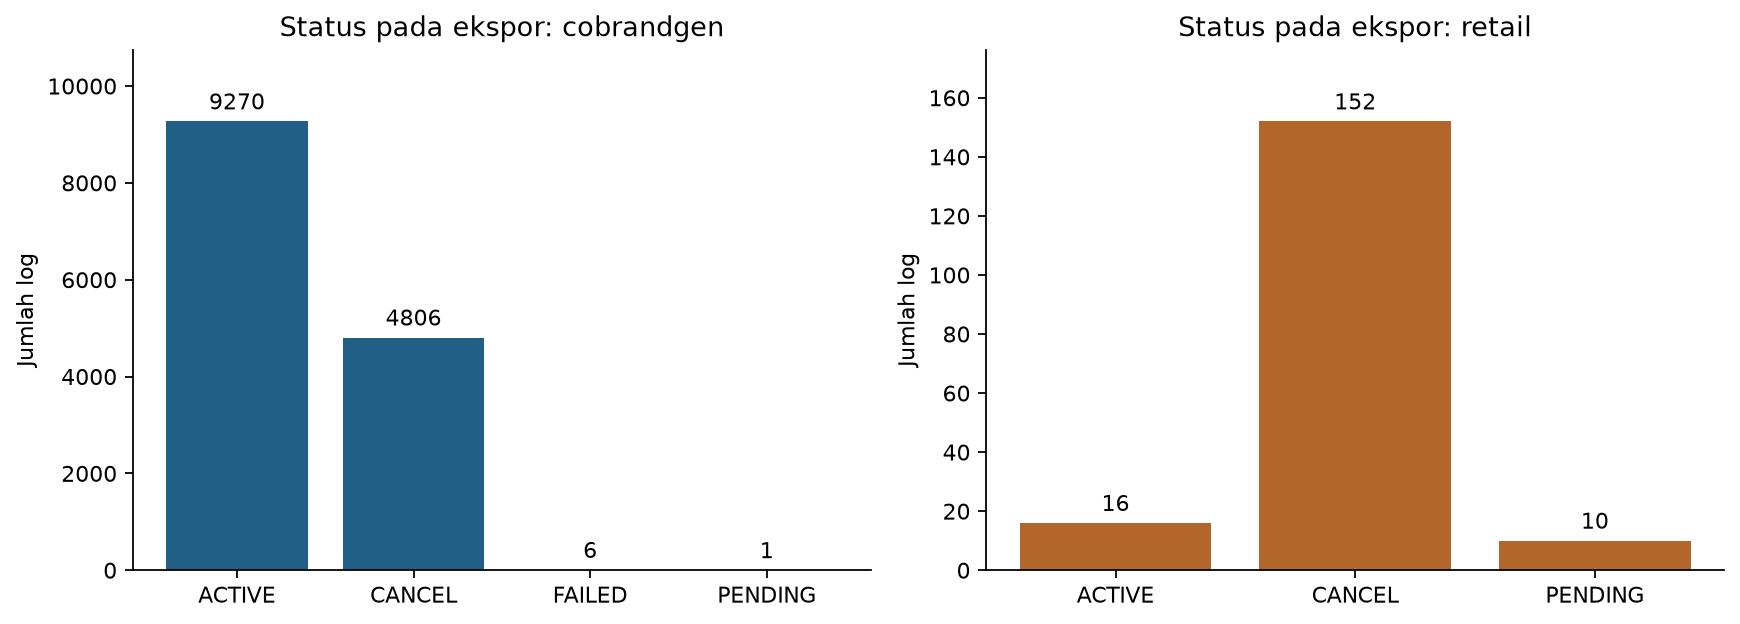 Status pada ekspor: cobrandgen
Jumlah log
10000
8000
6000
4000
2000
0
9270
4806
6
1
ACTIVE
CANCEL
FAILED
PENDING
Status pada ekspor: retail
Jumlah log
160
140
120
100
80
60
40
20
0
16
152
10
ACTIVE
CANCEL
PENDING